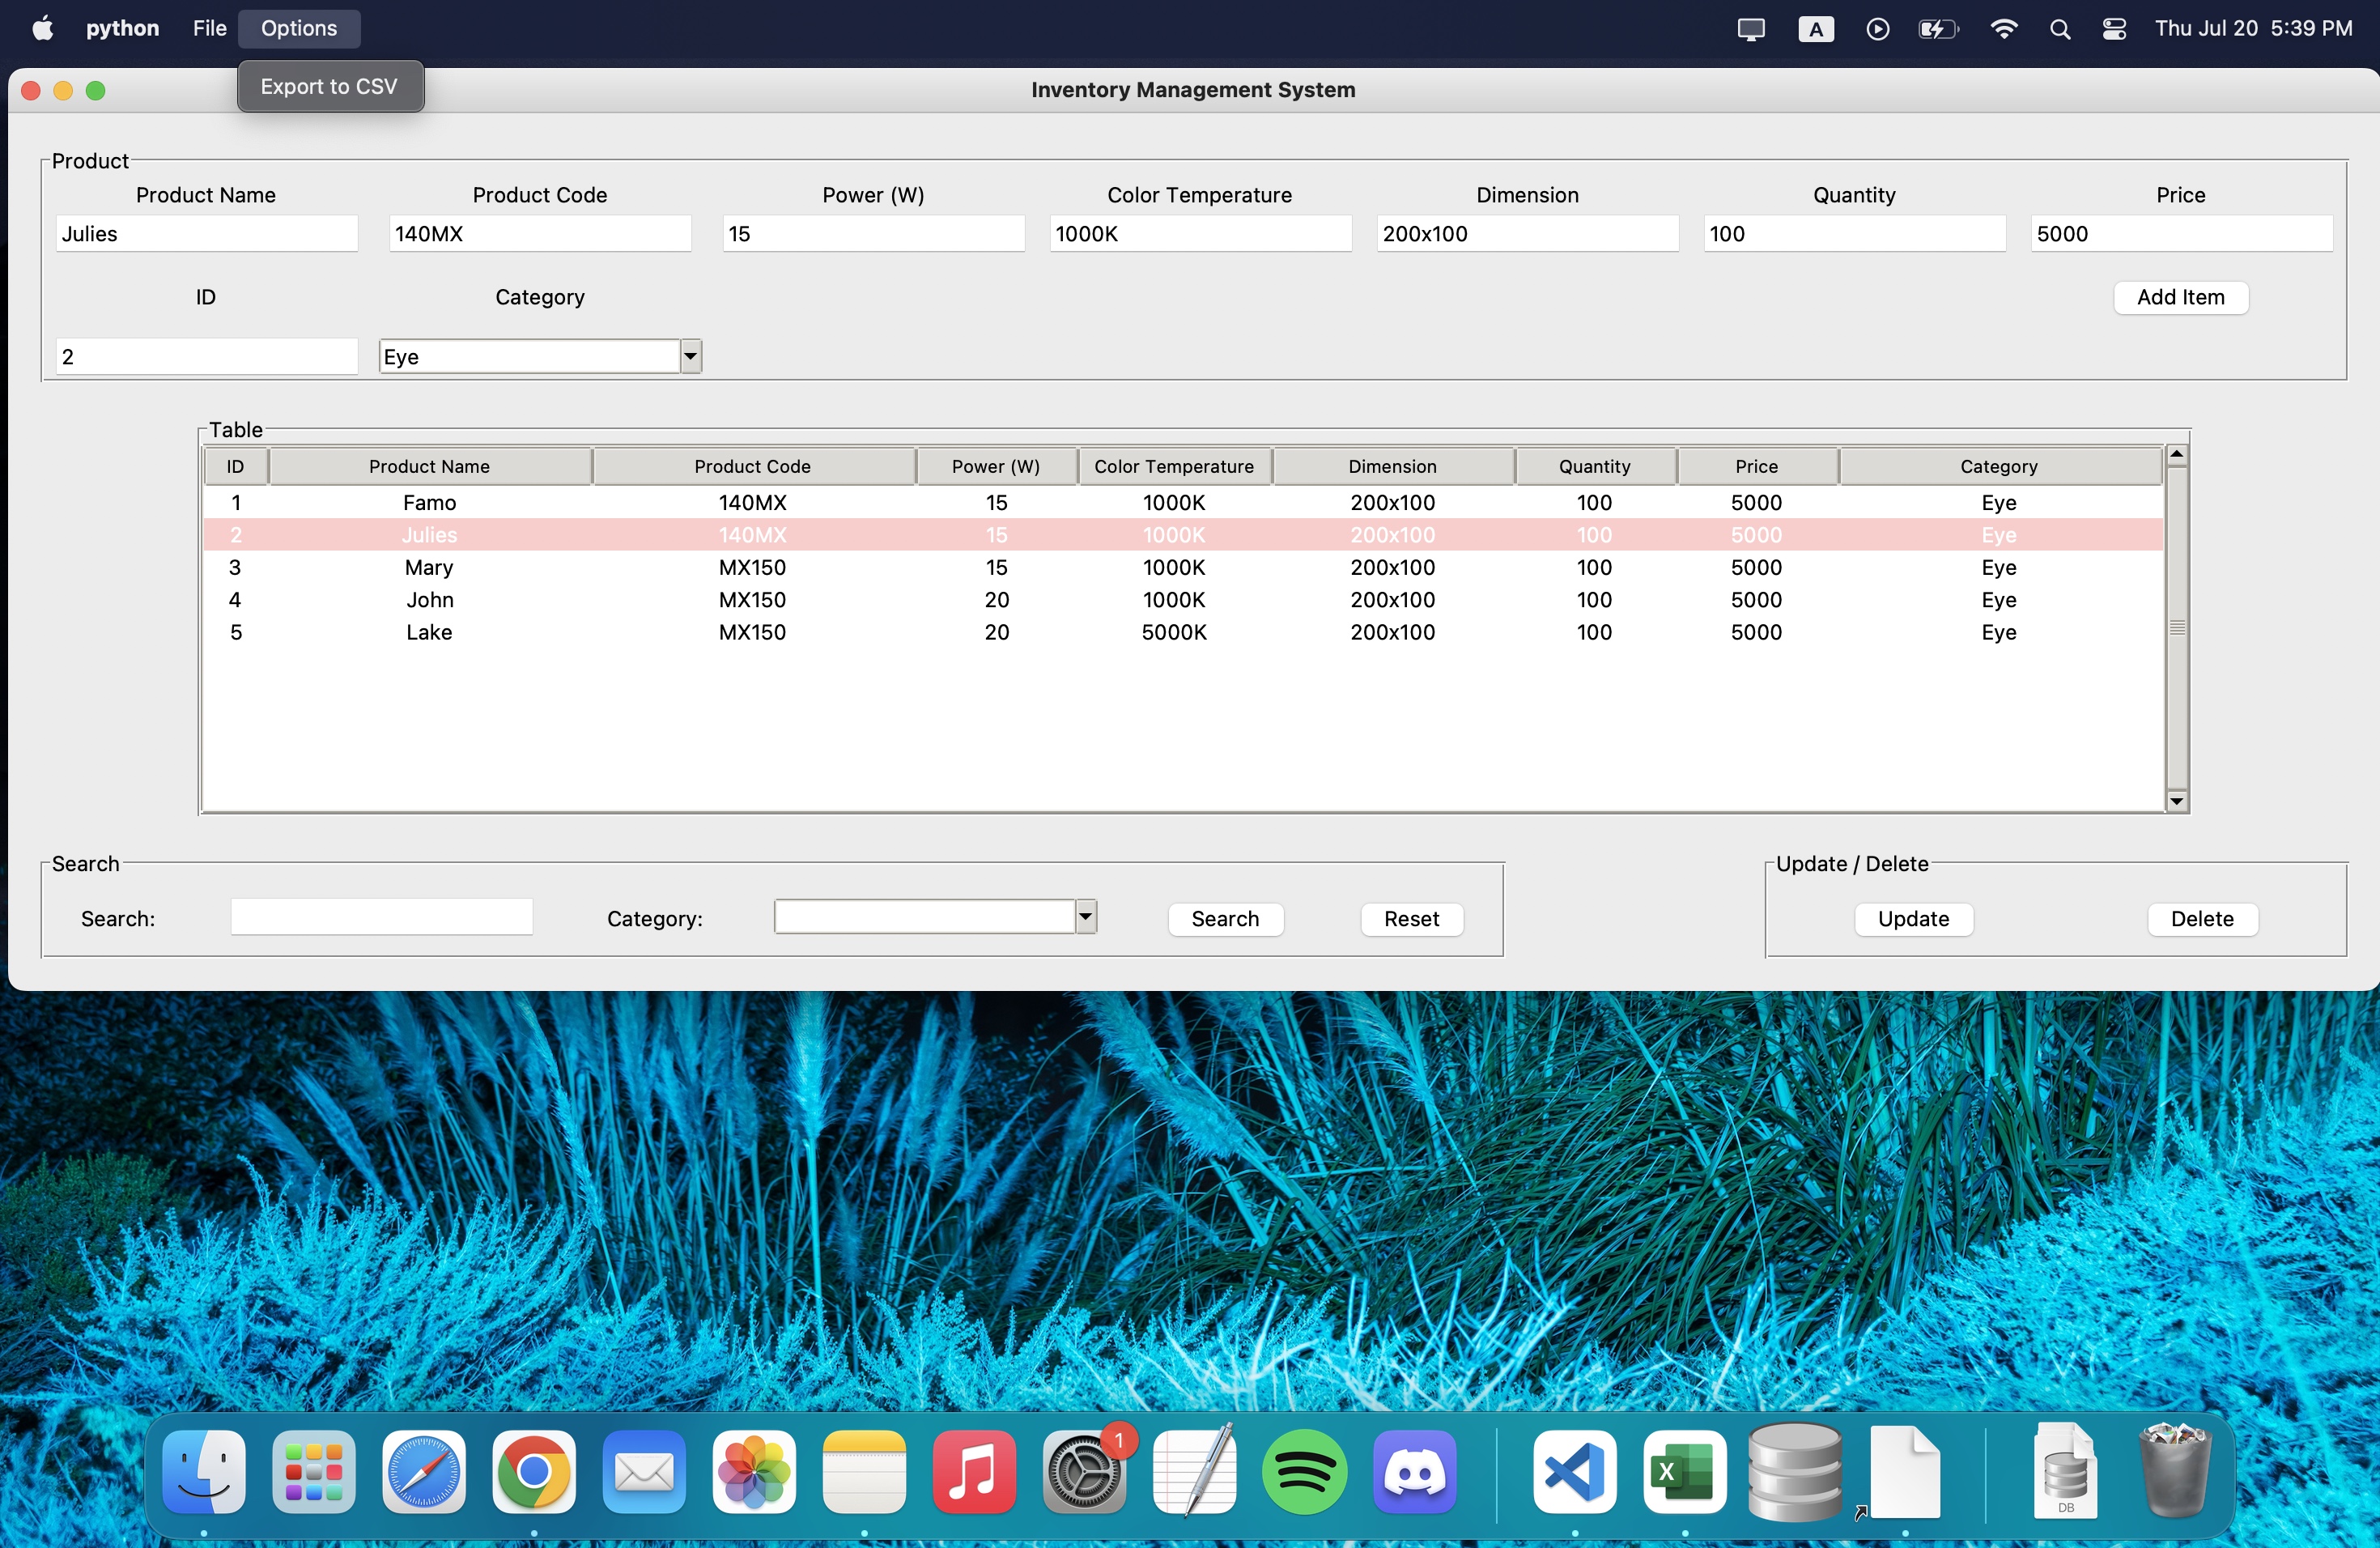 python File Options A Thu Jul 20 5:39 PM
Export to CSV
Inventory Management System
Product
Product Name Product Code Power (W) Color Temperature Dimension Quantity Price
Julies 140MX 15 1000K 200x100 100 5000
ID Category Add Item
2 Eye
Table
ID Product Name Product Code Power (W) Color Temperature Dimension Quantity Price Category
1 Famo 140MX 15 1000K 200x100 100 5000 Eye
2 Julies 140MX 15 1000K 200x100 100 5000 Eye
3 Mary MX150 15 1000K 200x100 100 5000 Eye
4 John MX150 20 1000K 200x100 100 5000 Eye
5 Lake MX150 20 5000K 200x100 100 5000 Eye
Search Update / Delete
Search: Category: Search Reset Update Delete
1
X
DB